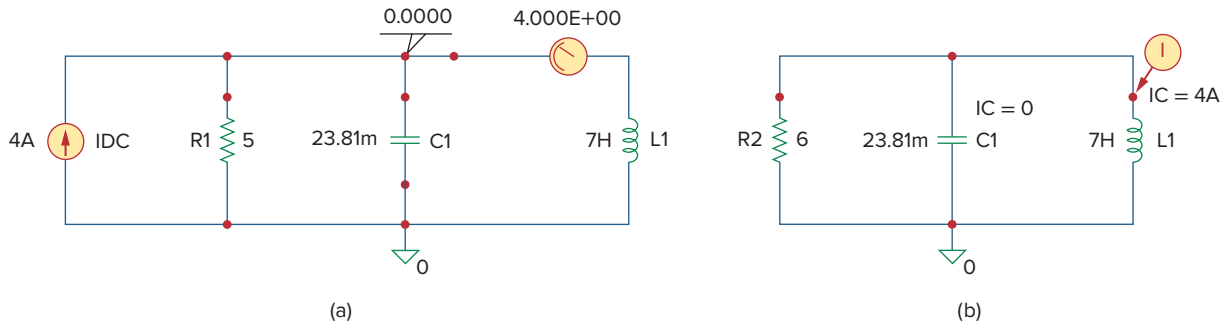 0.0000
4.000E+00
4A
IDC
R1
5
23.81m
C1
7H
L1
0
(a)
I
IC = 4A
IC = 0
R2
6
23.81m
C1
7H
L1
0
(b)